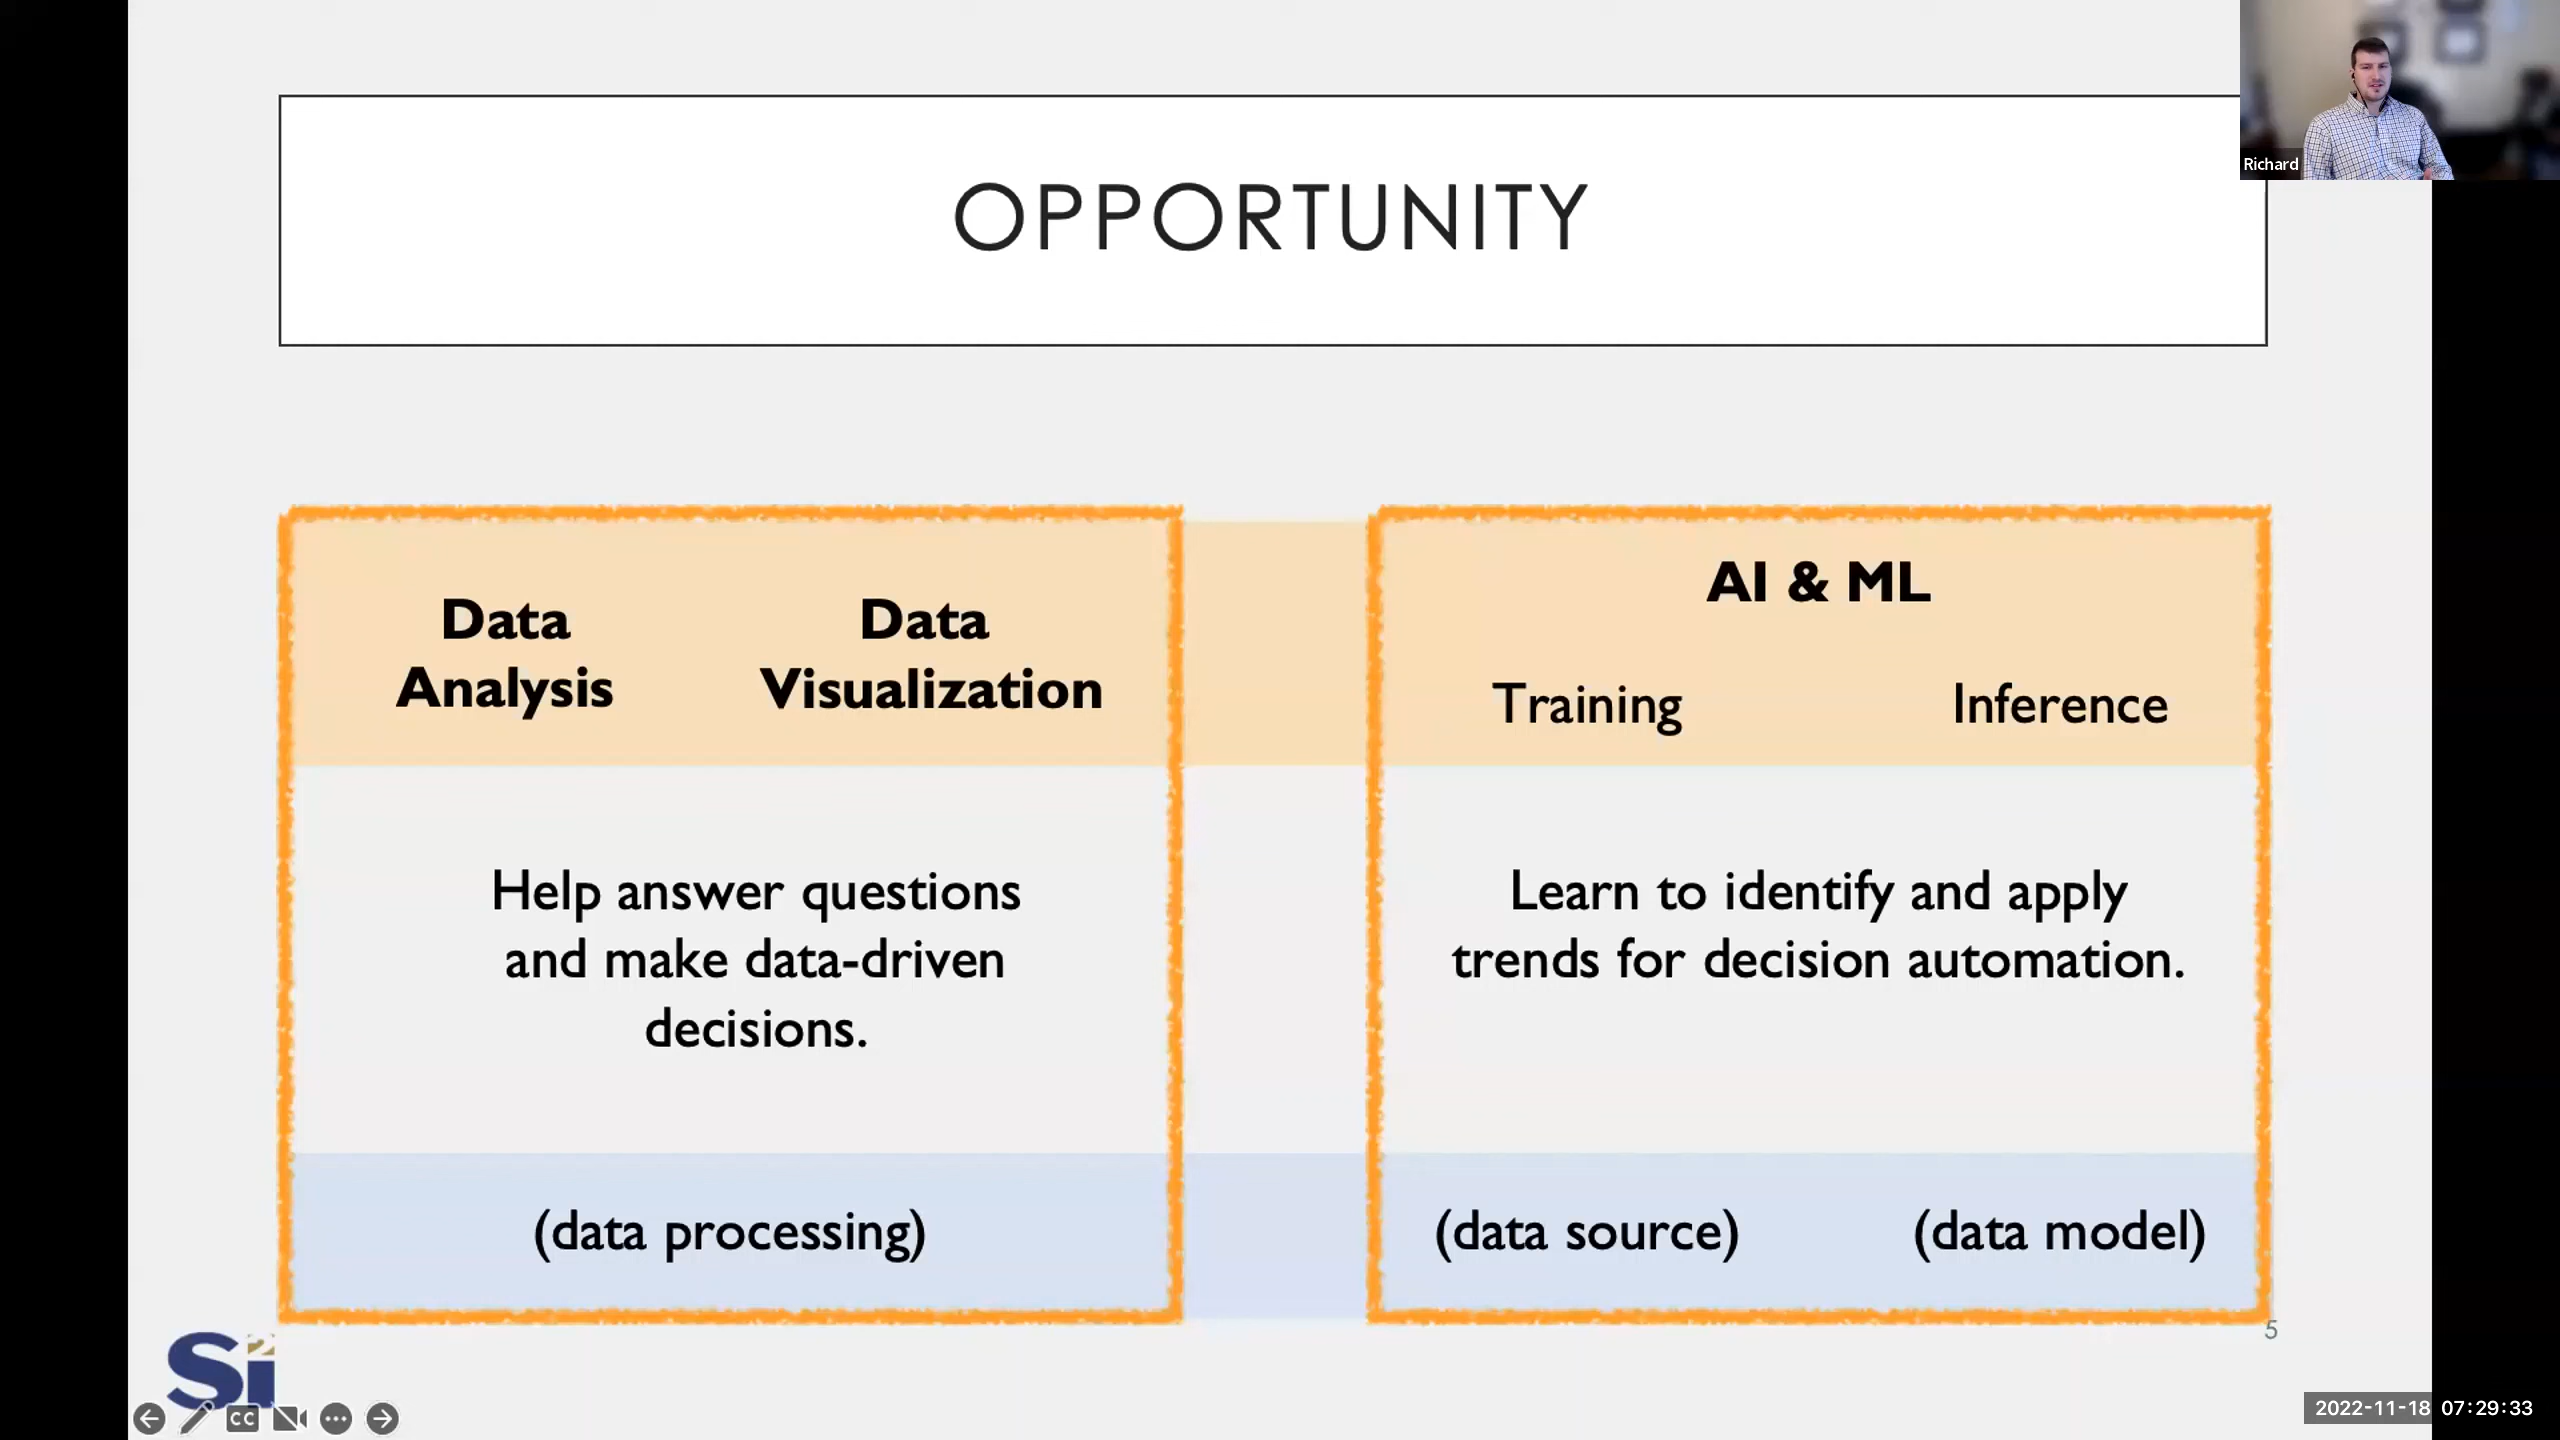 Richard
OPPORTUNITY
Data
Analysis
Data
Visualization
AI & ML
Training
Inference
Help answer questions
and make data-driven
decisions.
Learn to identify and apply
trends for decision automation.
(data processing)
(data source)
(data model)
5
Si2
CC
2022-11-18 07:29:33